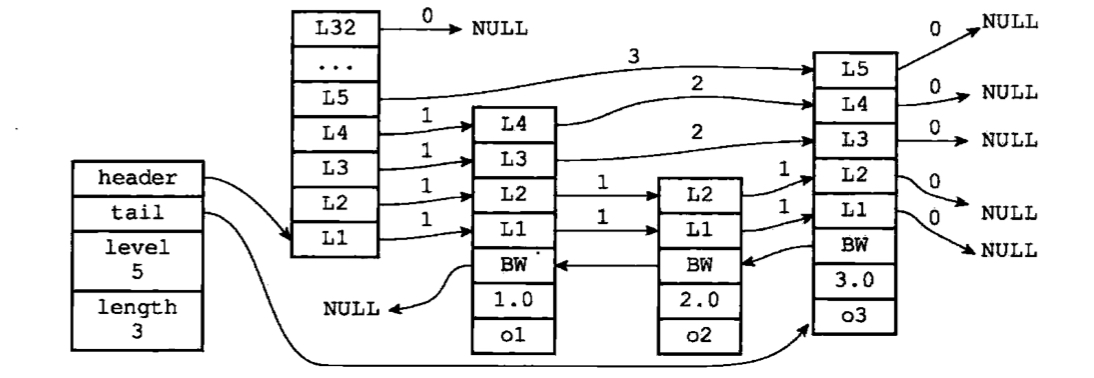 header
tail
level
5
length
3
L32
...
L5
L4
L3
L2
L1
0
NULL
3
1
1
1
1
L4
L3
L2
L1
BW
1.0
o1
NULL
2
2
1
1
L2
L1
BW
2.0
o2
1
1
L5
L4
L3
L2
L1
BW
3.0
o3
0
NULL
0
NULL
0
NULL
0
NULL
0
NULL